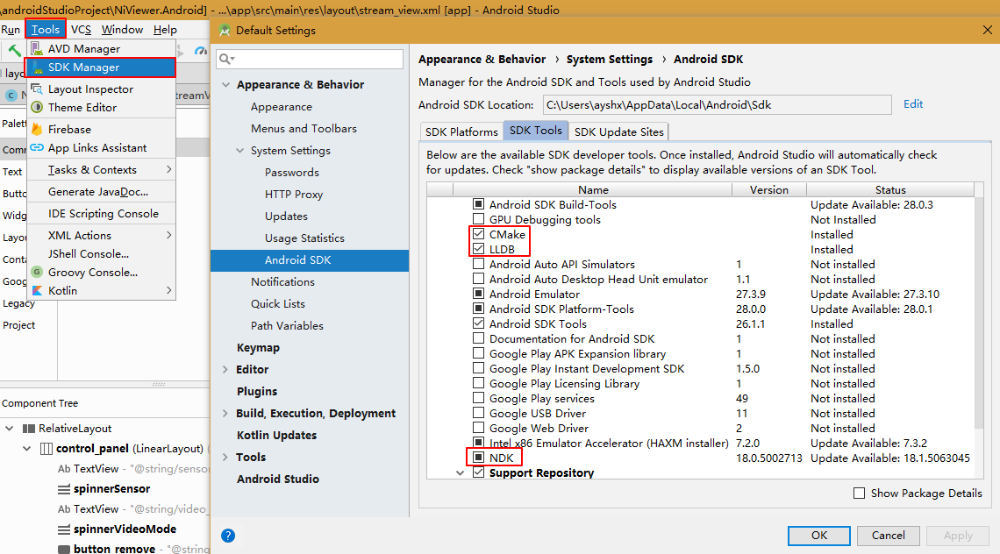 \androidStudioProject\NiViewer.Android] - ...\app\src\main\res\layout\stream_view.xml [app] - Android Studio
Run Tools VCS Window Help
AVD Manager
SDK Manager
Layout Inspector
Theme Editor
Firebase
App Links Assistant
Tasks & Contexts
Generate JavaDoc...
IDE Scripting Console
XML Actions
JShell Console...
Groovy Console...
Kotlin
layo
C
treamV
Palett
Comm
Text
Butto
Widg
Layou
Conta
Goog
Legacy
Project
Component Tree
RelativeLayout
control_panel (LinearLayout)
Ab TextView - "@string/sensor
spinnerSensor
Ab TextView - "@string/video_
spinnerVideoMode
button_remove - "@string
Default Settings
Appearance & Behavior
Appearance
Menus and Toolbars
System Settings
Passwords
HTTP Proxy
Updates
Usage Statistics
Android SDK
Notifications
Quick Lists
Path Variables
Keymap
Editor
Plugins
Build, Execution, Deployment
Kotlin Updates
Tools
Android Studio
?
Appearance & Behavior › System Settings › Android SDK
Manager for the Android SDK and Tools used by Android Studio
Android SDK Location: C:\Users\ayshx\AppData\Local\Android\Sdk Edit
SDK Platforms SDK Tools SDK Update Sites
Below are the available SDK developer tools. Once installed, Android Studio will automatically check
for updates. Check "show package details" to display available versions of an SDK Tool.
Name Version Status
Android SDK Build-Tools Update Available: 28.0.3
GPU Debugging tools Not Installed
CMake Installed
LLDB Installed
Android Auto API Simulators 1 Not installed
Android Auto Desktop Head Unit emulator 1.1 Not installed
Android Emulator 27.3.9 Update Available: 27.3.10
Android SDK Platform-Tools 28.0.0 Update Available: 28.0.1
Android SDK Tools 26.1.1 Installed
Documentation for Android SDK 1 Not installed
Google Play APK Expansion library 1 Not installed
Google Play Instant Development SDK 1.5.0 Not installed
Google Play Licensing Library 1 Not installed
Google Play services 49 Not installed
Google USB Driver 11 Not installed
Google Web Driver 2 Not installed
Intel x86 Emulator Accelerator (HAXM installer) 7.2.0 Update Available: 7.3.2
NDK 18.0.5002713 Update Available: 18.1.5063045
Support Repository
Show Package Details
OK Cancel Apply